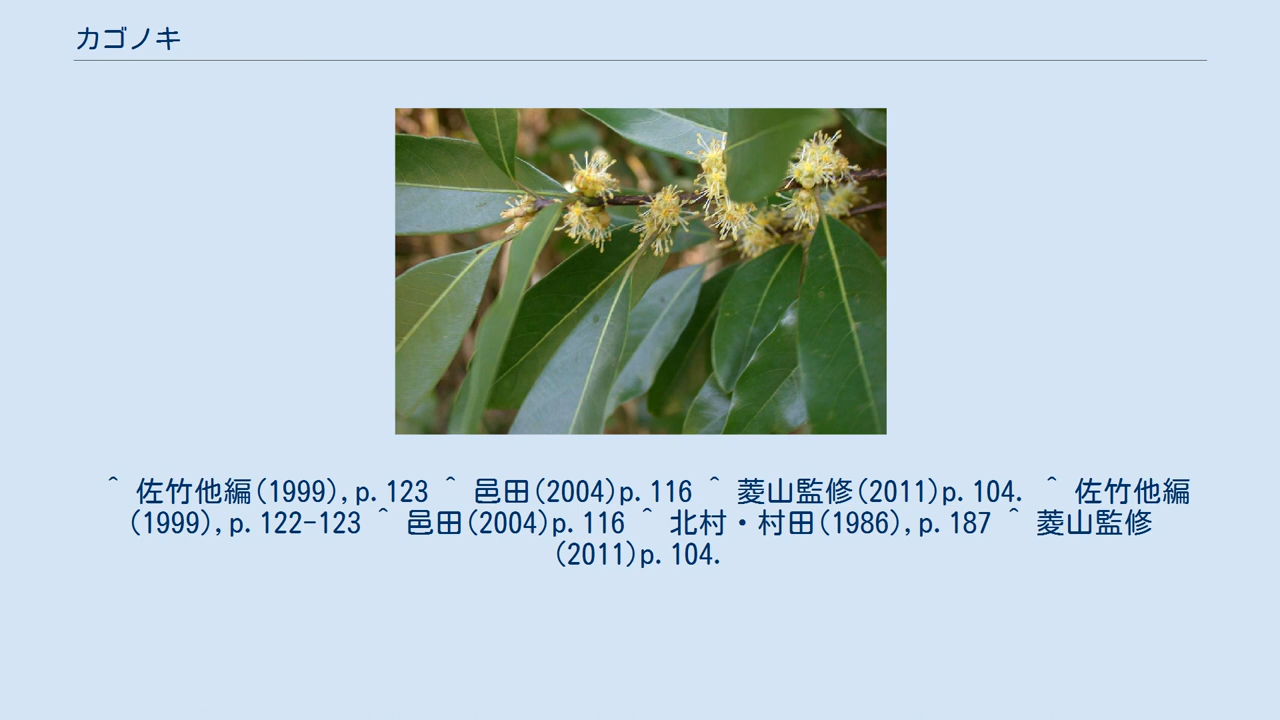 カゴノキ
^ 佐竹他編(1999),p.123 ^ 邑田(2004)p.116 ^ 菱山監修(2011)p.104. ^ 佐竹他編
(1999),p.122-123 ^ 邑田(2004)p.116 ^ 北村・村田(1986),p.187 ^ 菱山監修
(2011)p.104.